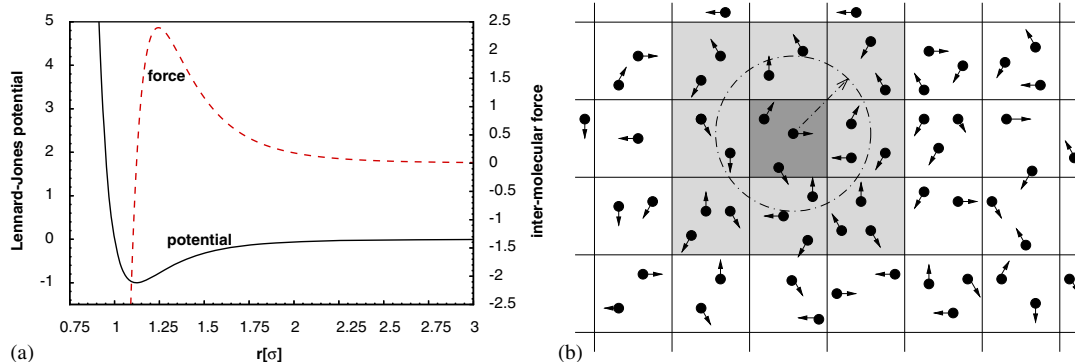 Lennard-Jones potential
5
4
3
2
1
0
-1
force
potential
2.5
2
1.5
1
0.5
0
-0.5
-1
-1.5
-2
-2.5
inter-molecular force
0.75 1 1.25 1.5 1.75 2 2.25 2.5 2.75 3
r[σ]
(a)
(b)